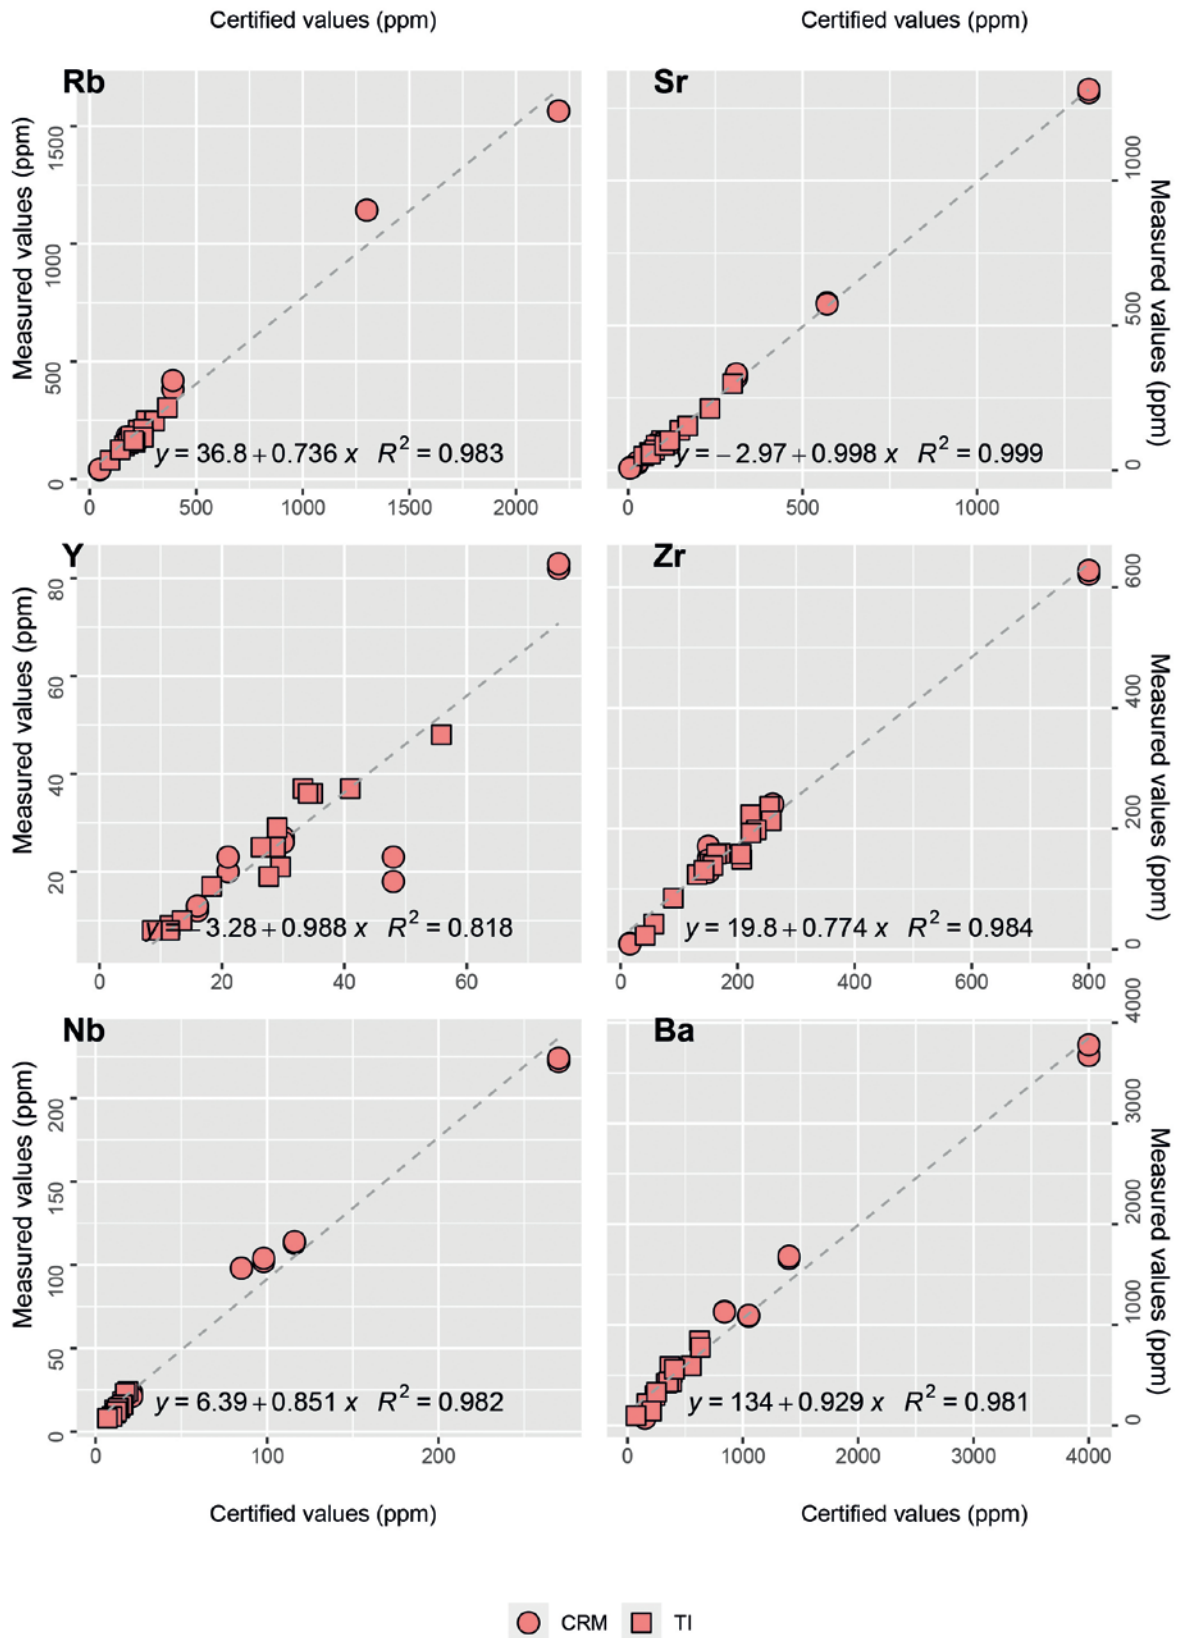 Certified values (ppm) Certified values (ppm)
Rb Sr
Measured values (ppm)
0 500 1000 1500
y = 36.8 + 0.736 x R² = 0.983
0 500 1000 1500 2000
Measured values (ppm)
0 500 1000
y = −2.97 + 0.998 x R² = 0.999
0 500 1000
Y Zr
Measured values (ppm)
20 40 60 80
y = −3.28 + 0.988 x R² = 0.818
0 20 40 60
Measured values (ppm)
0 200 400 600
y = 19.8 + 0.774 x R² = 0.984
0 200 400 600 800
Nb Ba
Measured values (ppm)
0 50 100 150 200
y = 6.39 + 0.851 x R² = 0.982
0 100 200
Measured values (ppm)
0 1000 2000 3000 4000
y = 134 + 0.929 x R² = 0.981
0 1000 2000 3000 4000
Certified values (ppm) Certified values (ppm)
CRM TI